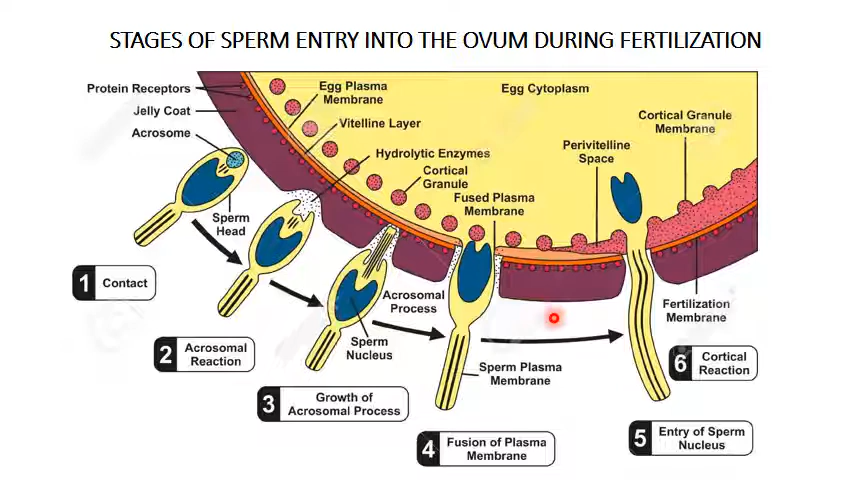 STAGES OF SPERM ENTRY INTO THE OVUM DURING FERTILIZATION
Protein Receptors
Jelly Coat
Acrosome
Egg Plasma
Membrane
Vitelline Layer
Hydrolytic Enzymes
Cortical
Granule
Fused Plasma
Membrane
Egg Cytoplasm
Perivitelline
Space
Cortical Granule
Membrane
Sperm
Head
1 Contact
2 Acrosomal
Reaction
Sperm
Nucleus
Acrosomal
Process
3 Growth of
Acrosomal Process
Sperm Plasma
Membrane
4 Fusion of Plasma
Membrane
Fertilization
Membrane
6 Cortical
Reaction
5 Entry of Sperm
Nucleus